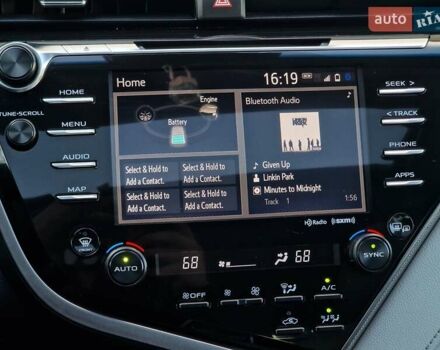 auto RIA
Home
16:19
HOME
TUNE•SCROLL
MENU
AUDIO
MAP
SEEK >
< TRACK
PHONE
APPS
Engine
Battery
Bluetooth Audio
Select & Hold to
Add a Contact.
Select & Hold to
Add a Contact.
Select & Hold to
Add a Contact.
Select & Hold to
Add a Contact.
LINKIN PARK
Given Up
Linkin Park
Minutes to Midnight
Track 1
1:56
HD Radio
((SXM))
FRONT
AUTO
68
68
SYNC
OFF
A/C